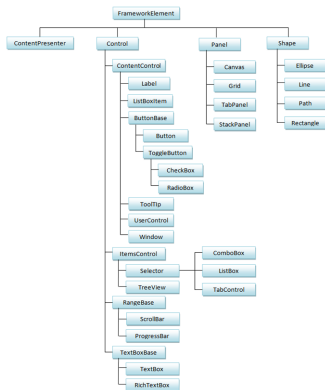 FrameworkElement
ContentPresenter
Control
Panel
Shape
ContentControl
Label
ListBoxItem
ButtonBase
Button
ToggleButton
CheckBox
RadioBox
ToolTip
UserControl
Window
ItemsControl
Selector
TreeView
ComboBox
ListBox
TabControl
RangeBase
ScrollBar
ProgressBar
TextBoxBase
TextBox
RichTextBox
Canvas
Grid
TabPanel
StackPanel
Ellipse
Line
Path
Rectangle